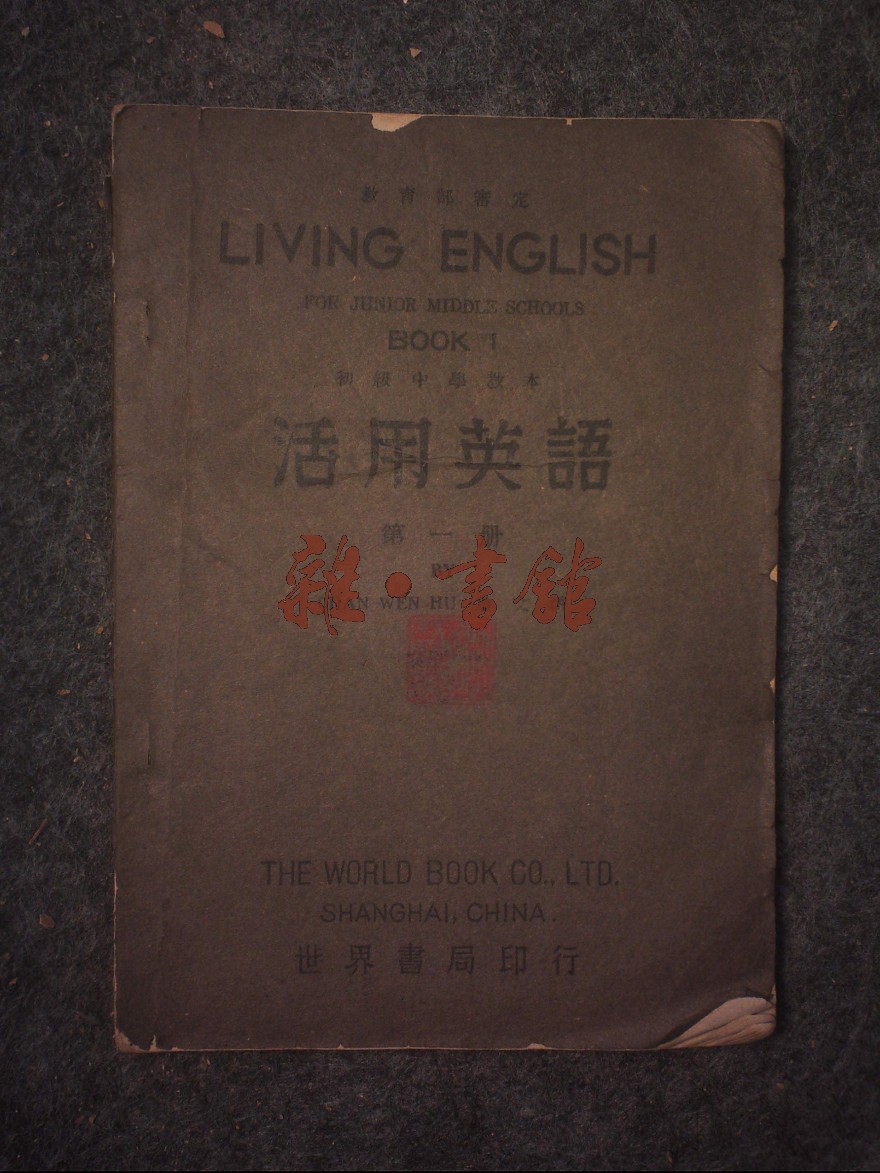 教育部審定
LIVING ENGLISH
FOR JUNIOR MIDDLE SCHOOLS
BOOK 1
初級中學教本
活用英語
第一冊
BY
WEN HU
雜·書館
THE WORLD BOOK CO., LTD.
SHANGHAI, CHINA.
世界書局印行